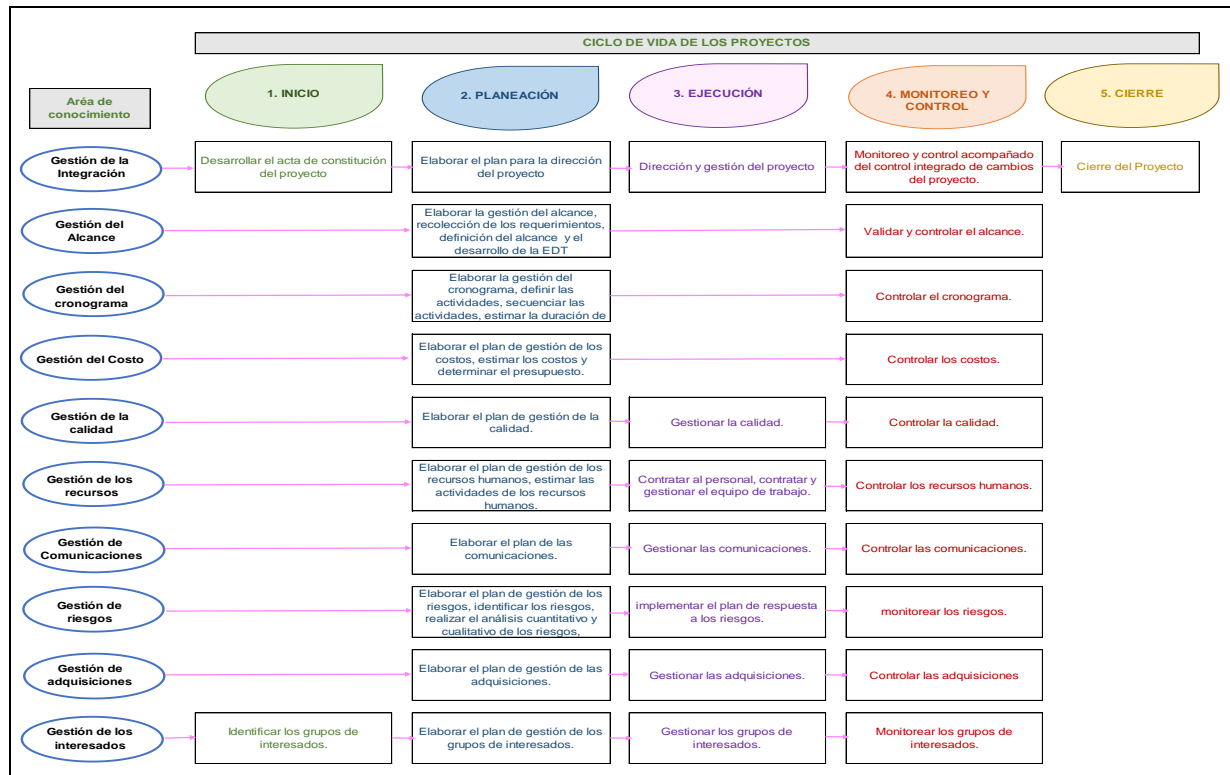 CICLO DE VIDA DE LOS PROYECTOS
Aréa de
conocimiento
1. INICIO
2. PLANEACIÓN
3. EJECUCIÓN
4. MONITOREO Y
CONTROL
5. CIERRE
Gestión de la
Integración
Desarrollar el acta de constitución
del proyecto
Elaborar el plan para la dirección
del proyecto
Dirección y gestión del proyecto
Monitoreo y control acompañado
del control integrado de cambios
del proyecto.
Cierre del Proyecto
Gestión del
Alcance
Elaborar la gestión del alcance,
recolección de los requerimientos,
definición del alcance y el
desarrollo de la EDT
Validar y controlar el alcance.
Gestión del
cronograma
Elaborar la gestión del
cronograma, definir las
actividades, secuenciar las
actividades, estimar la duración de
Controlar el cronograma.
Gestión del Costo
Elaborar el plan de gestión de los
costos, estimar los costos y
determinar el presupuesto.
Controlar los costos.
Gestión de la
calidad
Elaborar el plan de gestión de la
calidad.
Gestionar la calidad.
Controlar la calidad.
Gestión de los
recursos
Elaborar el plan de gestión de los
recursos humanos, estimar las
actividades de los recursos
humanos.
Contratar al personal, contratar y
gestionar el equipo de trabajo.
Controlar los recursos humanos.
Gestión de
Comunicaciones
Elaborar el plan de las
comunicaciones.
Gestionar las comunicaciones.
Controlar las comunicaciones.
Gestión de
riesgos
Elaborar el plan de gestión de los
riesgos, identificar los riesgos,
realizar el análisis cuantitativo y
cualitativo de los riesgos,
implementar el plan de respuesta
a los riesgos.
monitorear los riesgos.
Gestión de
adquisiciones
Elaborar el plan de gestión de las
adquisiciones.
Gestionar las adquisiciones.
Controlar las adquisiciones
Gestión de los
interesados
Identificar los grupos de
interesados.
Elaborar el plan de gestión de los
grupos de interesados.
Gestionar los grupos de
interesados.
Monitorear los grupos de
interesados.